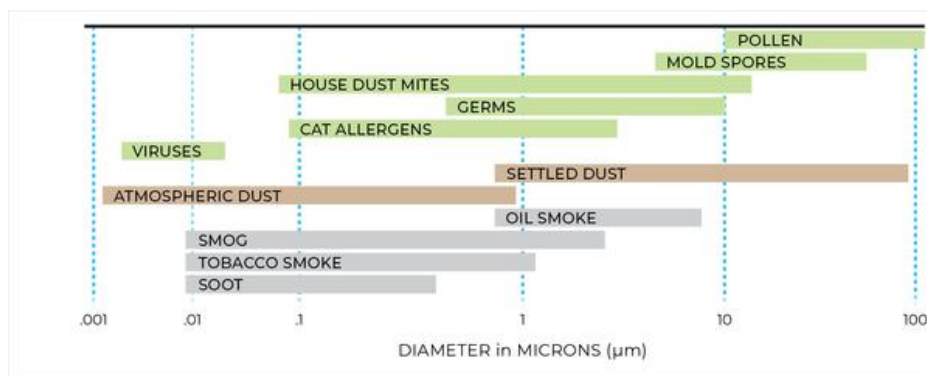 POLLEN
MOLD SPORES
HOUSE DUST MITES
GERMS
CAT ALLERGENS
VIRUSES
SETTLED DUST
ATMOSPHERIC DUST
OIL SMOKE
SMOG
TOBACCO SMOKE
SOOT
.001 .01 .1 1 10 100
DIAMETER in MICRONS (μm)